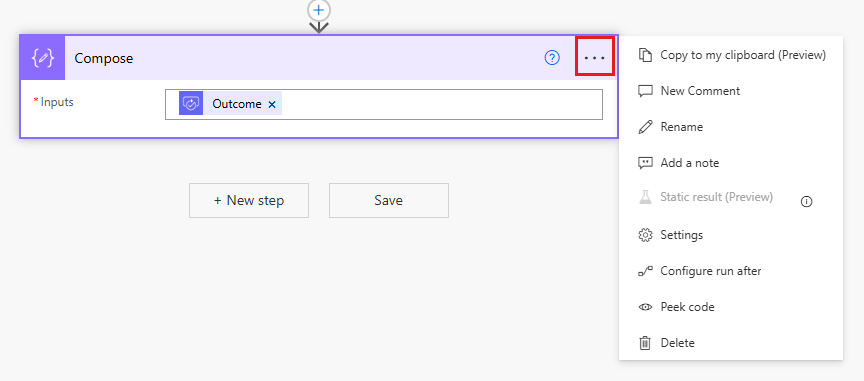 Compose
? ...
* Inputs
Outcome ×
+ New step
Save
Copy to my clipboard (Preview)
New Comment
Rename
Add a note
Static result (Preview)
Settings
Configure run after
Peek code
Delete